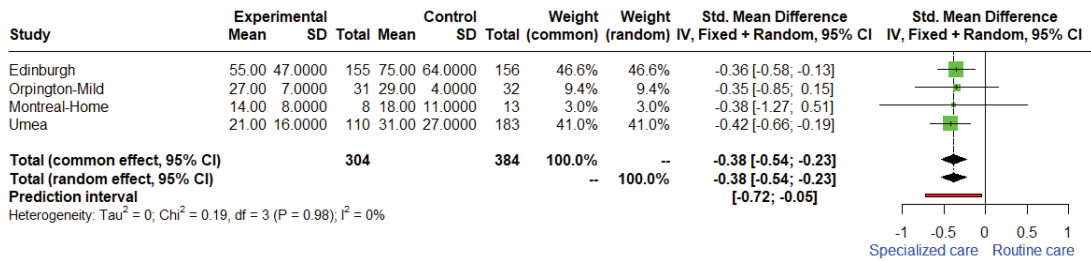 Experimental Control Weight Weight Std. Mean Difference Std. Mean Difference
Study Mean SD Total Mean SD Total (common) (random) IV, Fixed + Random, 95% CI IV, Fixed + Random, 95% CI
Edinburgh 55.00 47.0000 155 75.00 64.0000 156 46.6% 46.6% -0.36 [-0.58; -0.13]
Orpington-Mild 27.00 7.0000 31 29.00 4.0000 32 9.4% 9.4% -0.35 [-0.85; 0.15]
Montreal-Home 14.00 8.0000 8 18.00 11.0000 13 3.0% 3.0% -0.38 [-1.27; 0.51]
Umea 21.00 16.0000 110 31.00 27.0000 183 41.0% 41.0% -0.42 [-0.66; -0.19]
Total (common effect, 95% CI) 304 384 100.0% -- -0.38 [-0.54; -0.23]
Total (random effect, 95% CI) -- 100.0% -0.38 [-0.54; -0.23]
Prediction interval [-0.72; -0.05]
Heterogeneity: Tau² = 0; Chi² = 0.19, df = 3 (P = 0.98); I² = 0%
-1 -0.5 0 0.5 1
Specialized care Routine care